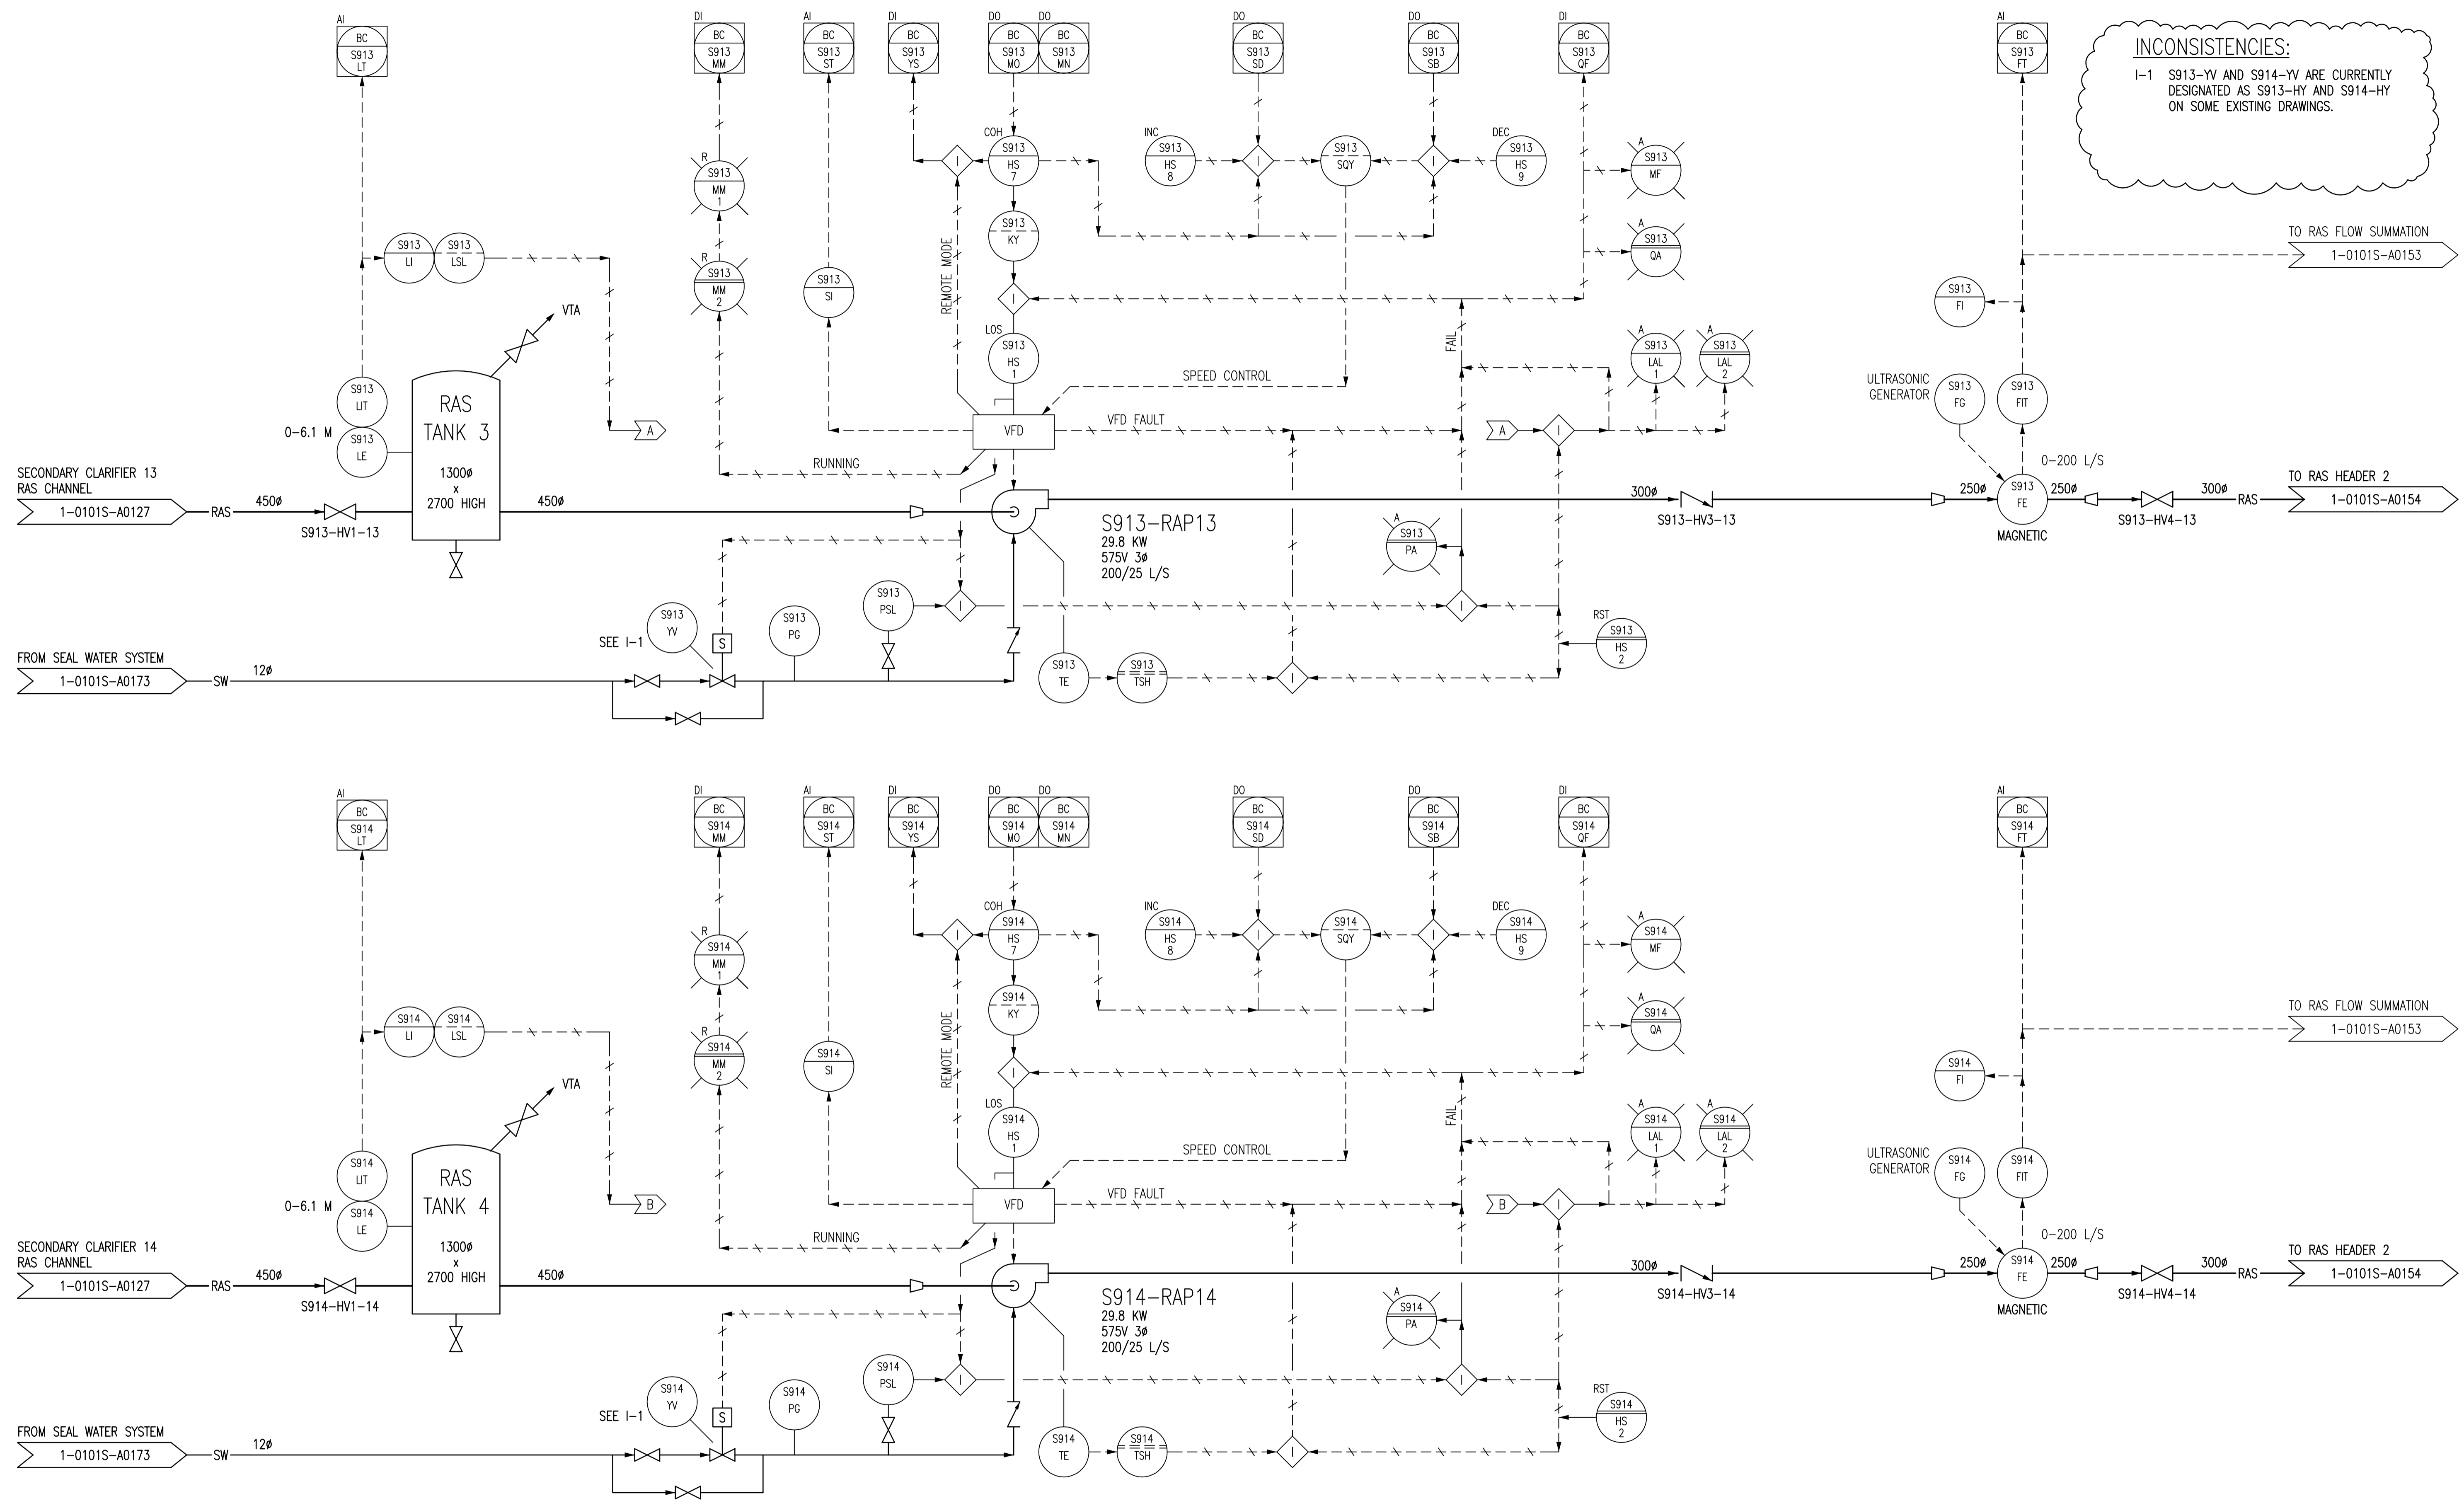 AI
BC
S913
LT
DI
BC
S913
MM
AI
BC
S913
ST
DI
BC
S913
YS
DO
BC
S913
MO
DO
BC
S913
MN
DO
BC
S913
SD
DO
BC
S913
SB
DI
BC
S913
QF
AI
BC
S913
FT
INCONSISTENCIES:
I-1 S913-YV AND S914-YV ARE CURRENTLY
DESIGNATED AS S913-HY AND S914-HY
ON SOME EXISTING DRAWINGS.
R
S913
MM
1
I
COH
S913
HS
7
INC
S913
HS
8
I
S913
SQY
I
DEC
S913
HS
9
A
S913
MF
S913
LI
S913
LSL
R
S913
MM
2
S913
SI
REMOTE MODE
S913
KY
I
A
S913
QA
TO RAS FLOW SUMMATION
1-0101S-A0153
S913
FI
VTA
LOS
S913
HS
1
FAIL
A
S913
LAL
1
A
S913
LAL
2
SPEED CONTROL
S913
LIT
0-6.1 M
S913
LE
RAS
TANK 3
1300ø
x
2700 HIGH
A
VFD
VFD FAULT
A
I
ULTRASONIC
GENERATOR
S913
FG
S913
FIT
RUNNING
0-200 L/S
SECONDARY CLARIFIER 13
RAS CHANNEL
1-0101S-A0127
RAS
450ø
S913-HV1-13
450ø
S913-RAP13
29.8 KW
575V 3ø
200/25 L/S
300ø
S913-HV3-13
250ø
S913
FE
MAGNETIC
250ø
S913-HV4-13
300ø
RAS
TO RAS HEADER 2
1-0101S-A0154
A
S913
PA
SEE I-1
S913
YV
S
S913
PG
S913
PSL
I
I
RST
S913
HS
2
FROM SEAL WATER SYSTEM
1-0101S-A0173
SW
12ø
S913
TE
S913
TSH
I
AI
BC
S914
LT
DI
BC
S914
MM
AI
BC
S914
ST
DI
BC
S914
YS
DO
BC
S914
MO
DO
BC
S914
MN
DO
BC
S914
SD
DO
BC
S914
SB
DI
BC
S914
QF
AI
BC
S914
FT
R
S914
MM
1
I
COH
S914
HS
7
INC
S914
HS
8
I
S914
SQY
I
DEC
S914
HS
9
A
S914
MF
S914
LI
S914
LSL
R
S914
MM
2
S914
SI
REMOTE MODE
S914
KY
I
A
S914
QA
TO RAS FLOW SUMMATION
1-0101S-A0153
S914
FI
VTA
LOS
S914
HS
1
FAIL
A
S914
LAL
1
A
S914
LAL
2
SPEED CONTROL
S914
LIT
0-6.1 M
S914
LE
RAS
TANK 4
1300ø
x
2700 HIGH
B
VFD
VFD FAULT
B
I
ULTRASONIC
GENERATOR
S914
FG
S914
FIT
RUNNING
0-200 L/S
SECONDARY CLARIFIER 14
RAS CHANNEL
1-0101S-A0127
RAS
450ø
S914-HV1-14
450ø
S914-RAP14
29.8 KW
575V 3ø
200/25 L/S
300ø
S914-HV3-14
250ø
S914
FE
MAGNETIC
250ø
S914-HV4-14
300ø
RAS
TO RAS HEADER 2
1-0101S-A0154
A
S914
PA
SEE I-1
S914
YV
S
S914
PG
S914
PSL
I
I
RST
S914
HS
2
FROM SEAL WATER SYSTEM
1-0101S-A0173
SW
12ø
S914
TE
S914
TSH
I